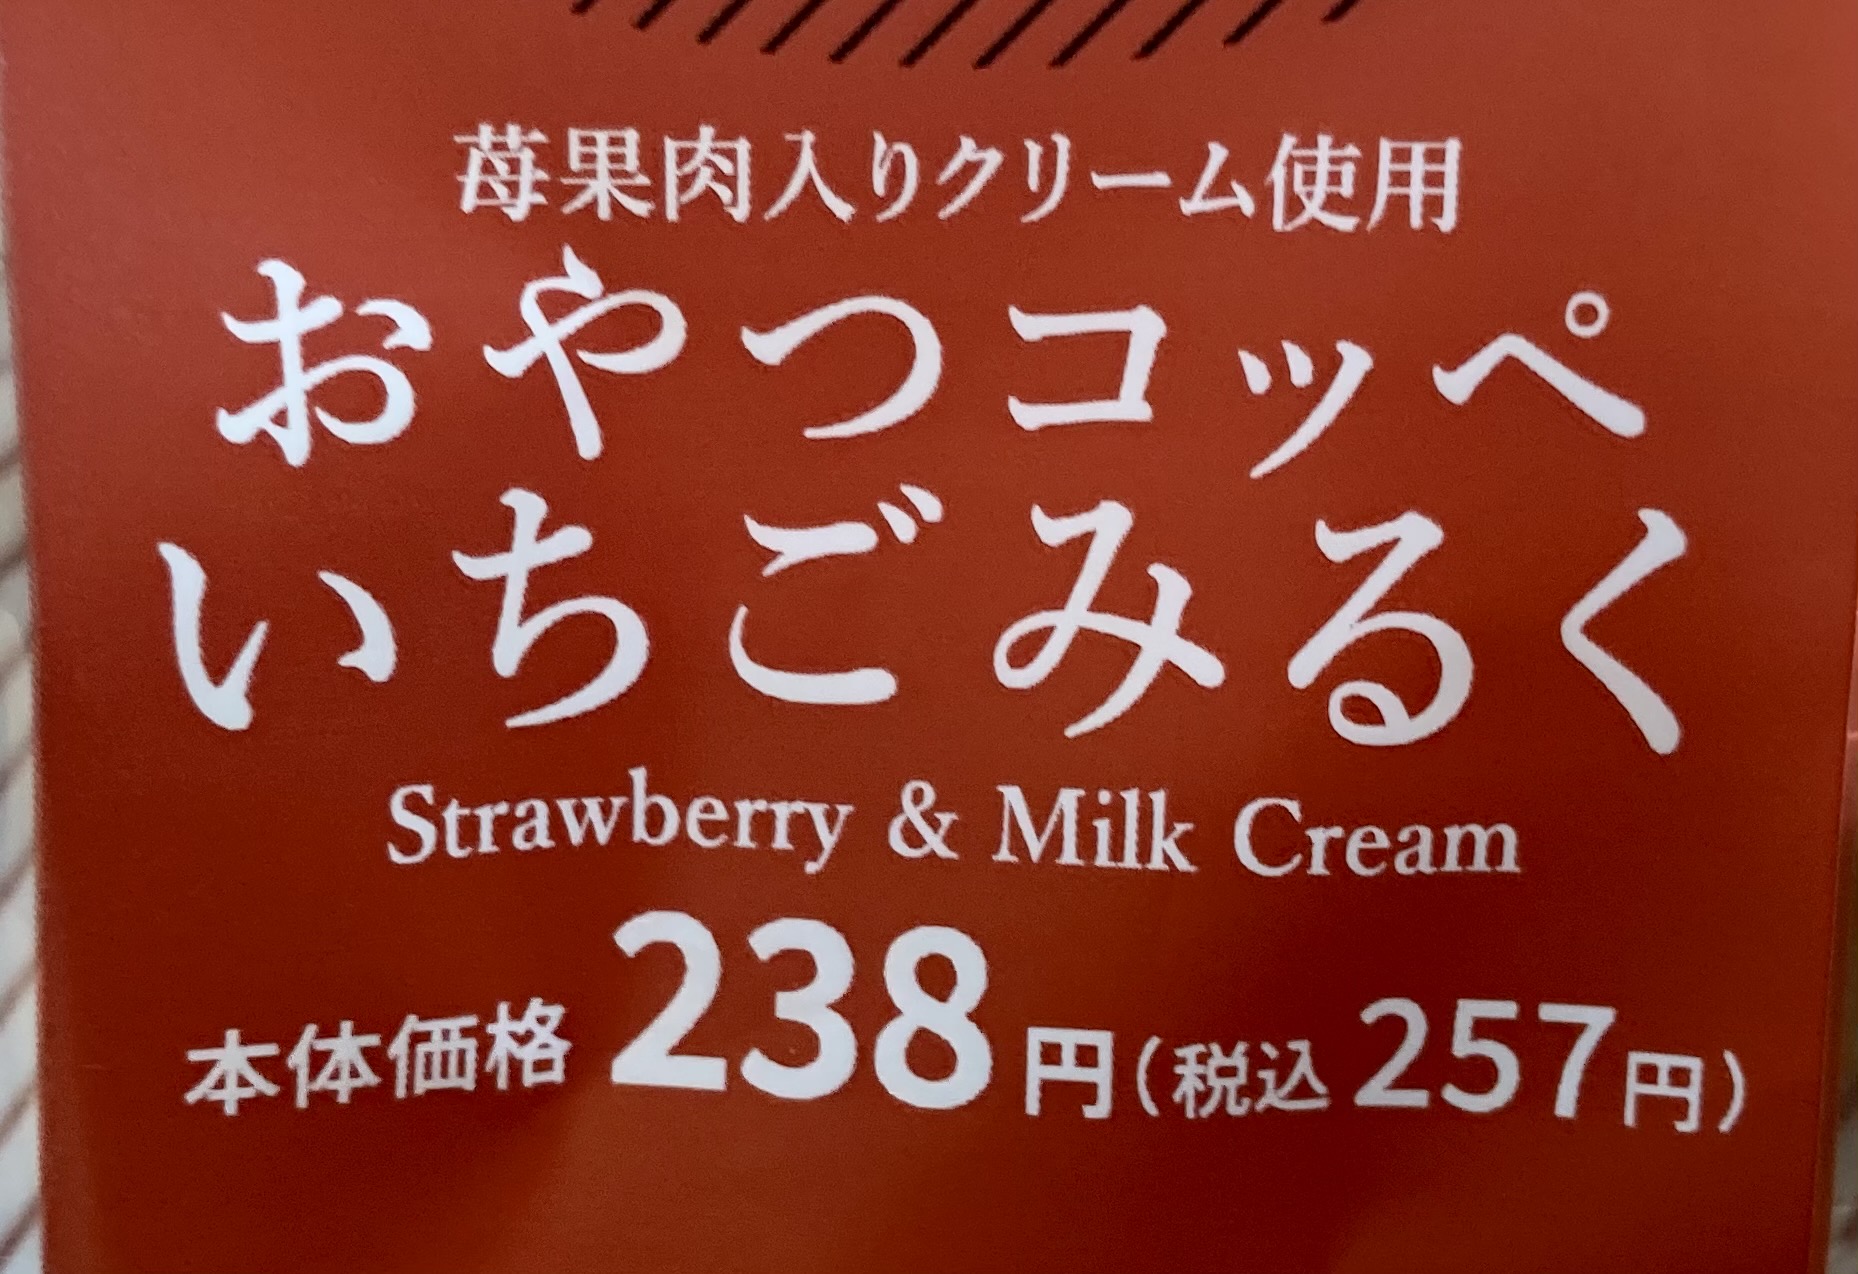 苺果肉入りクリーム使用
おやつコッペ
いちごみるく
Strawberry & Milk Cream
本体価格 238円(税込 257円)